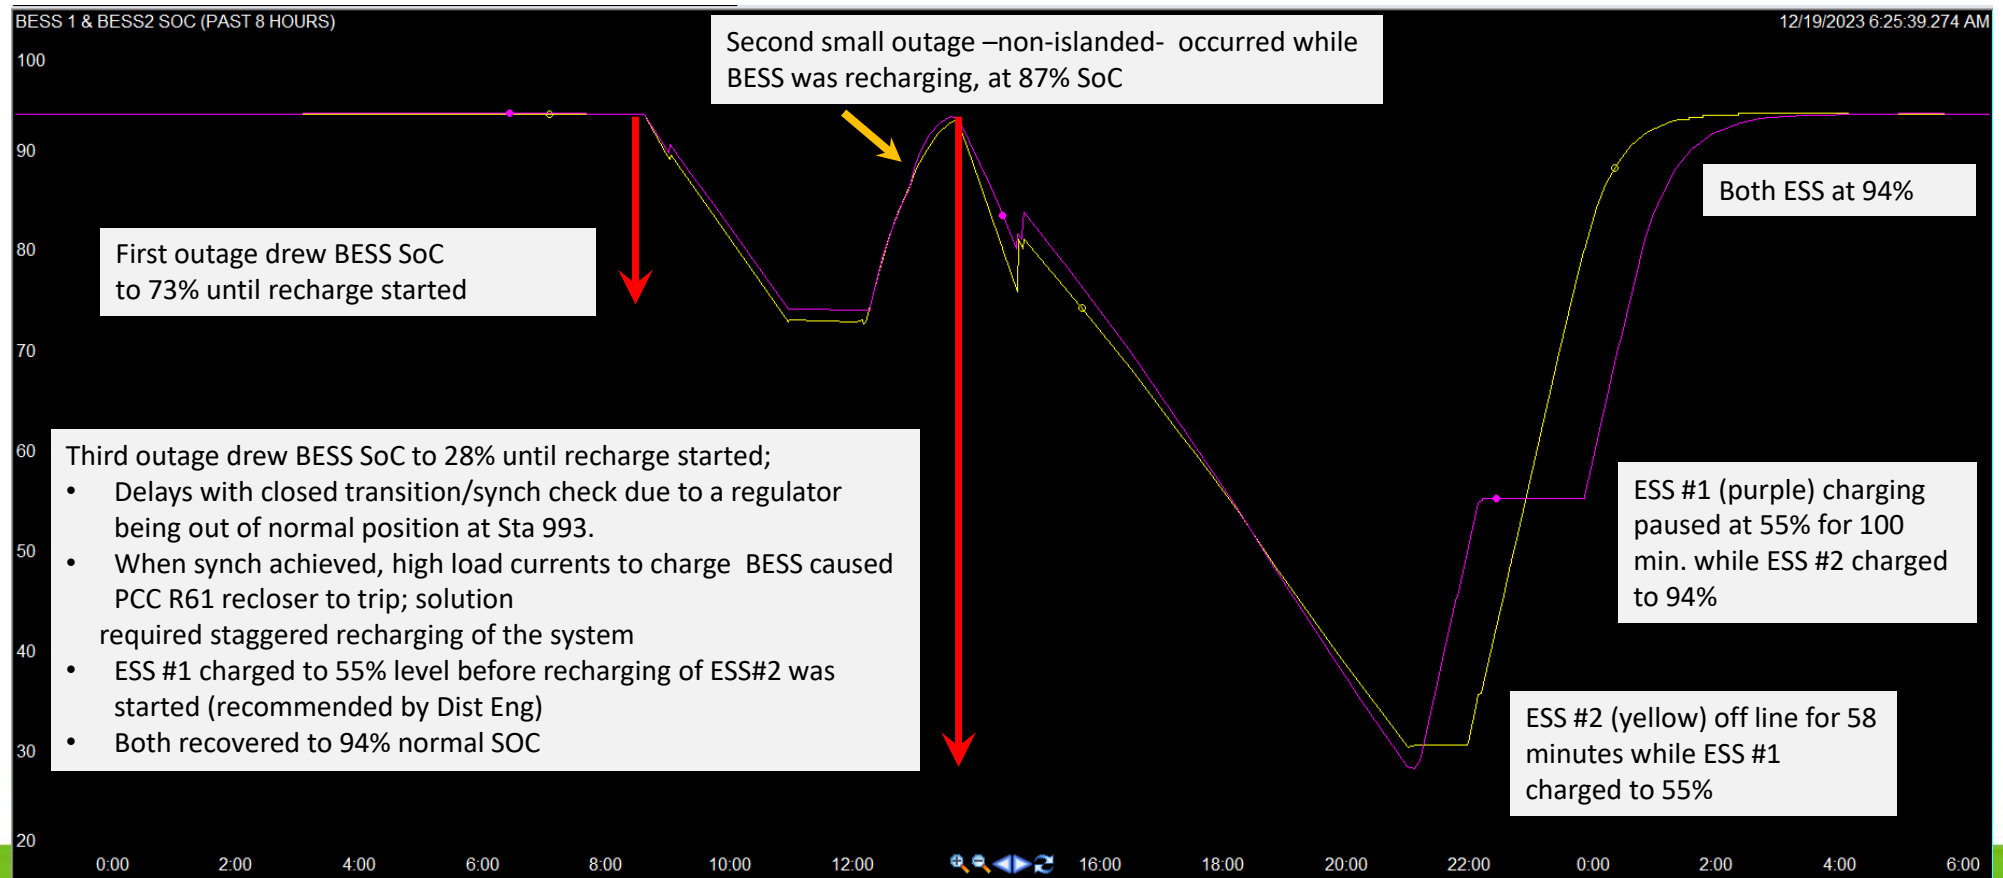 BESS 1 & BESS2 SOC (PAST 8 HOURS)
12/19/2023 6:25:39.274 AM
Second small outage –non-islanded- occurred while
BESS was recharging, at 87% SoC
100
90
80
70
60
50
40
30
20
First outage drew BESS SoC
to 73% until recharge started
Both ESS at 94%
Third outage drew BESS SoC to 28% until recharge started;
• Delays with closed transition/synch check due to a regulator
being out of normal position at Sta 993.
• When synch achieved, high load currents to charge BESS caused
PCC R61 recloser to trip; solution
required staggered recharging of the system
• ESS #1 charged to 55% level before recharging of ESS#2 was
started (recommended by Dist Eng)
• Both recovered to 94% normal SOC
ESS #1 (purple) charging
paused at 55% for 100
min. while ESS #2 charged
to 94%
ESS #2 (yellow) off line for 58
minutes while ESS #1
charged to 55%
0:00 2:00 4:00 6:00 8:00 10:00 12:00 16:00 18:00 20:00 22:00 0:00 2:00 4:00 6:00